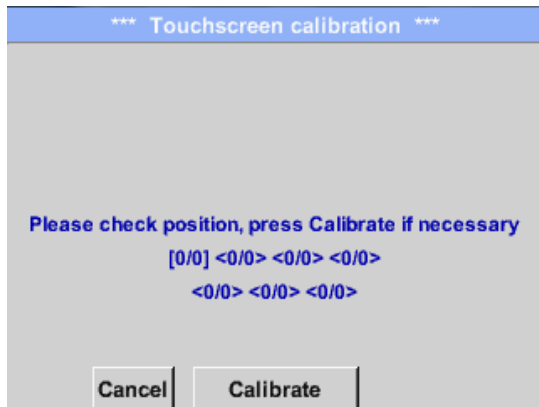 *** Touchscreen calibration ***
Please check position, press Calibrate if necessary
[0/0] <0/0> <0/0> <0/0>
<0/0> <0/0> <0/0>
Cancel Calibrate